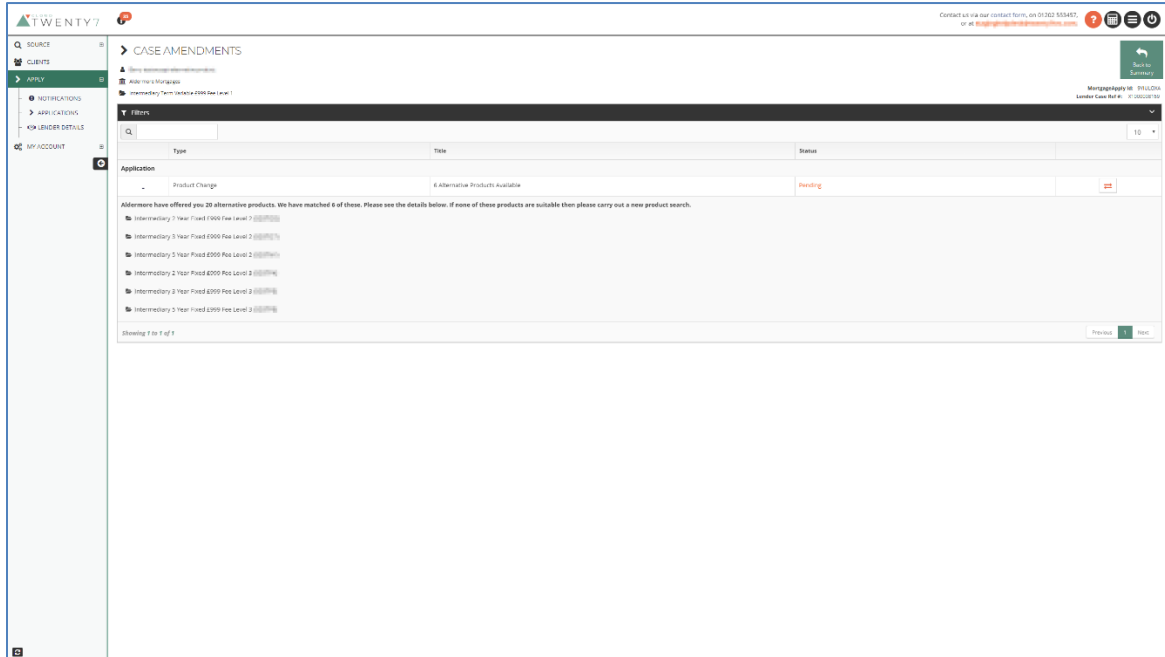 TWENTY7
Contact us via our contact form, on 01202 553457,
or at
SOURCE
CLIENTS
APPLY
NOTIFICATIONS
APPLICATIONS
LENDER DETAILS
MY ACCOUNT
CASE AMENDMENTS
Aldermore Mortgages
Intermediary Term Variable £999 Fee Level 1
Back to
Summary
MortgageApply Id:
Lender Case Ref #:
Filters
10
Type Title Status
Application
- Product Change 6 Alternative Products Available Pending
Aldermore have offered you 20 alternative products. We have matched 6 of these. Please see the details below. If none of these products are suitable then please carry out a new product search.
Intermediary 2 Year Fixed £999 Fee Level 2
Intermediary 3 Year Fixed £999 Fee Level 2
Intermediary 5 Year Fixed £999 Fee Level 2
Intermediary 2 Year Fixed £999 Fee Level 3
Intermediary 3 Year Fixed £999 Fee Level 3
Intermediary 5 Year Fixed £999 Fee Level 3
Showing 1 to 1 of 1
Previous 1 Next